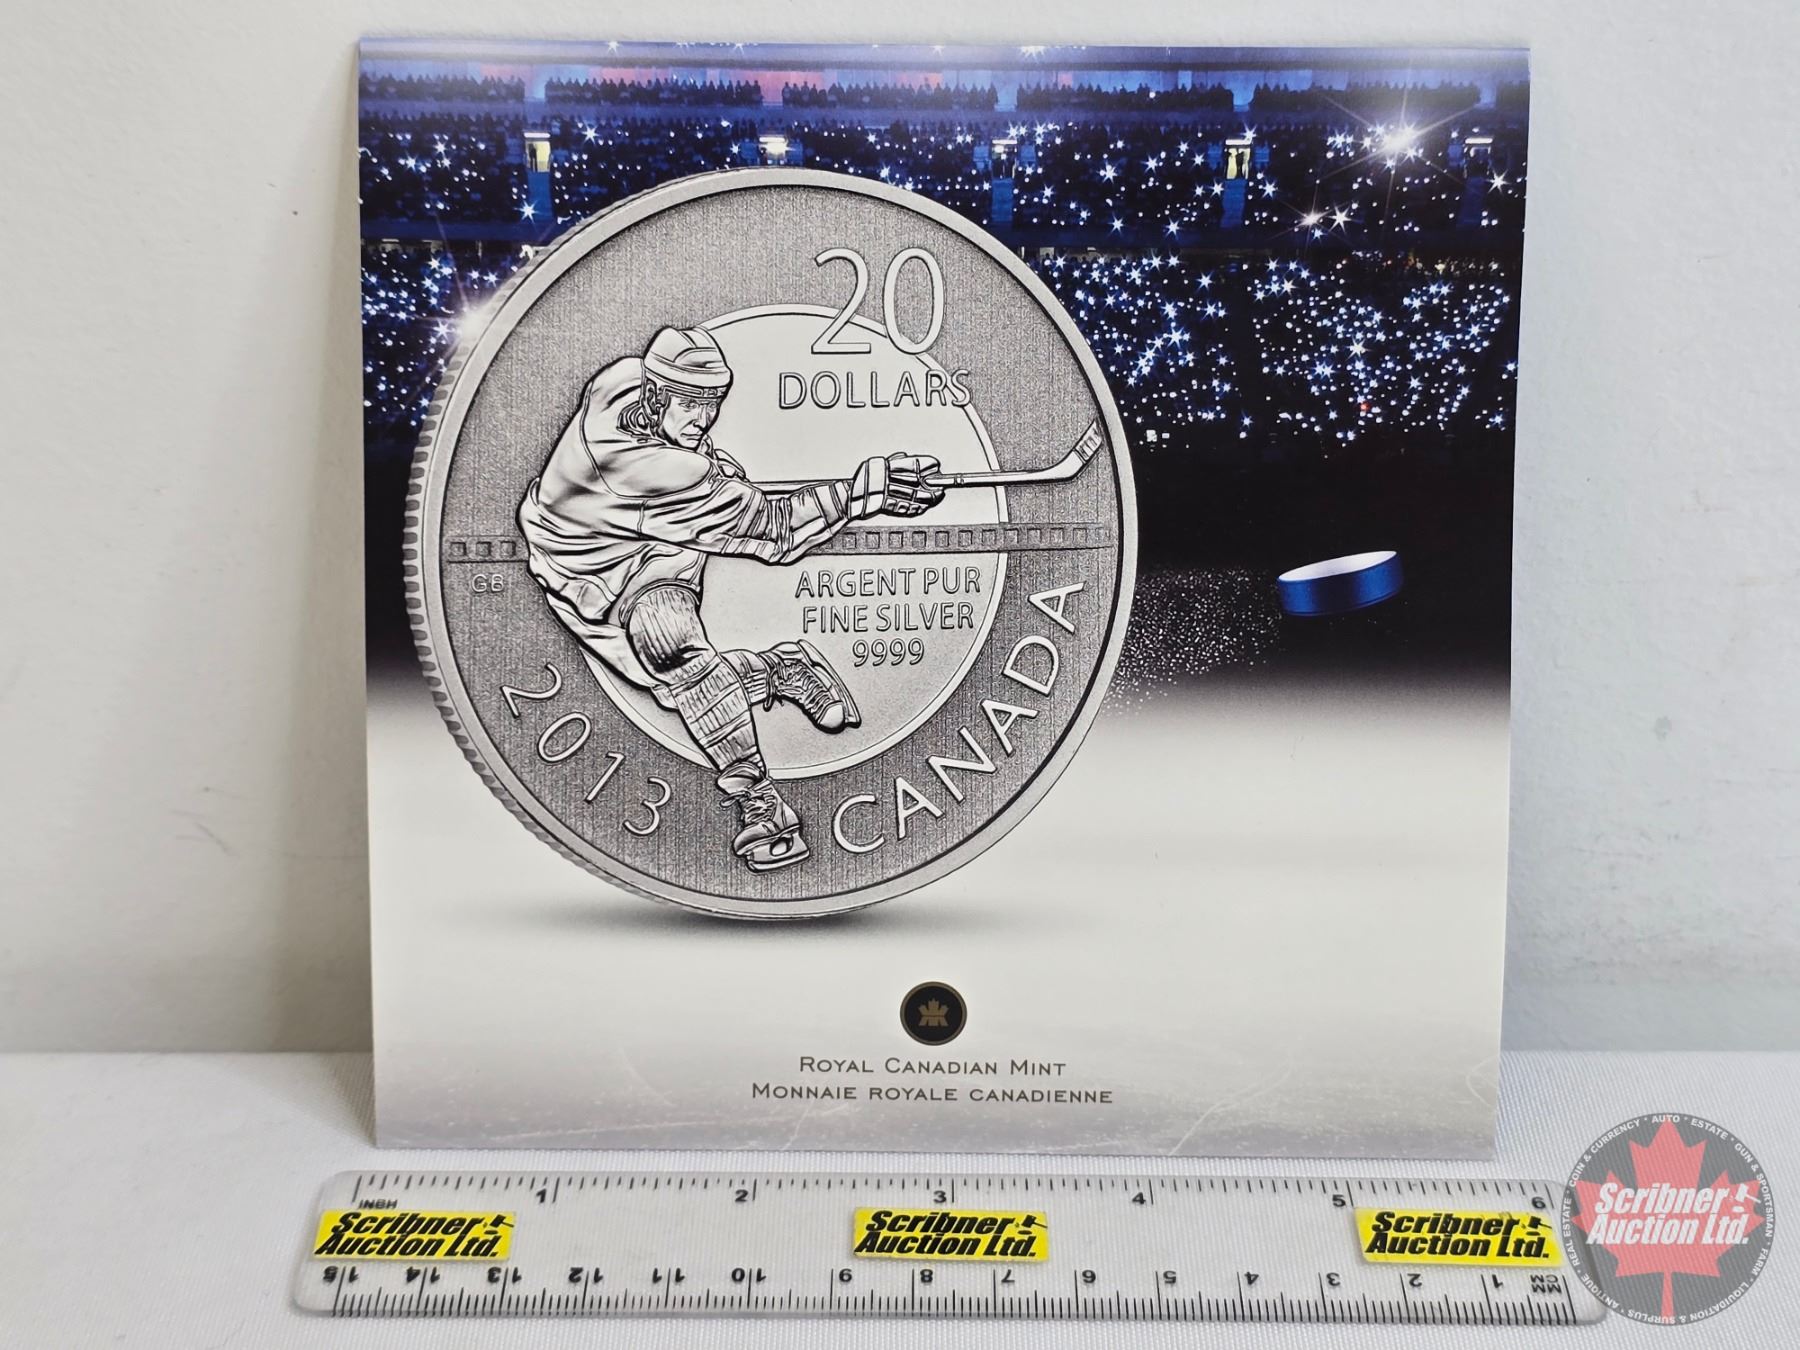 20
DOLLARS
ARGENT PUR
FINE SILVER
9999
GB
2013
CANADA
ROYAL CANADIAN MINT
MONNAIE ROYALE CANADIENNE
INBH 1 2 3 4 5 6
Scribner
Auction Ltd.
Scribner
Auction Ltd.
Scribner
Auction Ltd.
15 14 13 12 11 10 9 8 7 6 5 4 3 2 1 CM
MM
COIN & CURRENCY * AUTO * ESTATE * GUN & SPORTSMAN * FARM * LIQUIDATION & SURPLUS * ANTIQUE * REAL ESTATE *
Scribner
Auction Ltd.